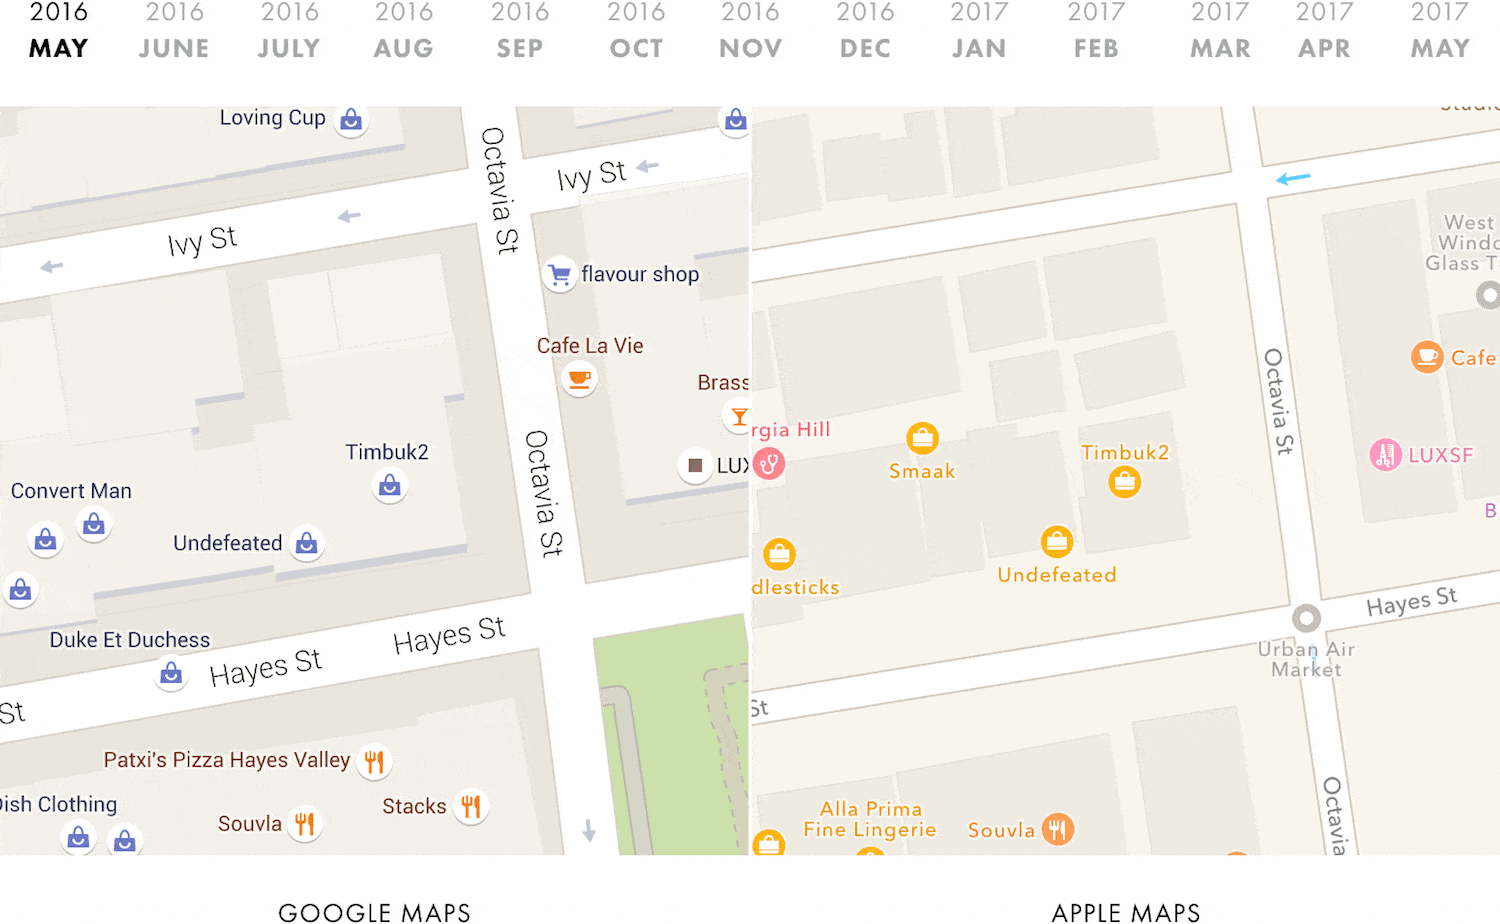 2016 2016 2016 2016 2016 2016 2016 2016 2017 2017 2017 2017 2017
MAY JUNE JULY AUG SEP OCT NOV DEC JAN FEB MAR APR MAY
Loving Cup
Octavia St
Ivy St
Ivy St
flavour shop
Cafe La Vie
Brass
LUX
Octavia St
Timbuk2
Convert Man
Undefeated
Duke Et Duchess
Hayes St
Hayes St
St
Patxi's Pizza Hayes Valley
Stacks
Dish Clothing
Souvla
West
Windo
Glass T
Cafe
Octavia St
rgia Hill
Smaak
Timbuk2
LUXSF
B
Undefeated
dlesticks
Hayes St
Urban Air
Market
St
Alla Prima
Fine Lingerie
Souvla
Octavia
GOOGLE MAPS
APPLE MAPS